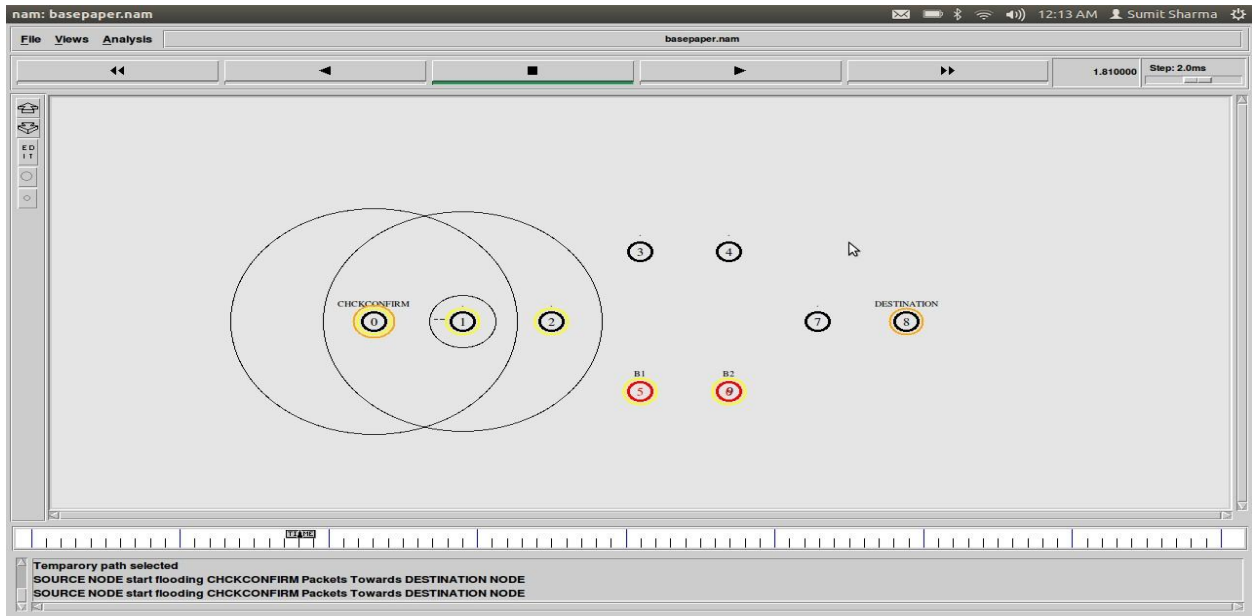 nam: basepaper.nam 12:13 AM Sumit Sharma
File Views Analysis basepaper.nam
1.810000 Step: 2.0ms
ED
IT
3 4
CHCKCONFIRM DESTINATION
0 1 2 7 8
B1 B2
5
TIME
Temparory path selected
SOURCE NODE start flooding CHCKCONFIRM Packets Towards DESTINATION NODE
SOURCE NODE start flooding CHCKCONFIRM Packets Towards DESTINATION NODE